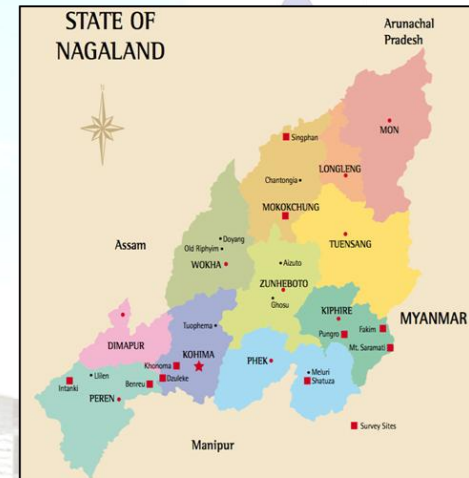 STATE OF
NAGALAND
Arunachal
Pradesh
MON
Singphan
LONGLENG
Chantongia
MOKOKCHUNG
TUENSANG
Assam
Doyang
Old Riphyim
WOKHA
Aizuto
ZUNHEBOTO
Ghosu
KIPHIRE
MYANMAR
Fakim
Pungro
Mt. Saramati
Tuophema
DIMAPUR
KOHIMA
PHEK
Khonoma
Dzuleke
Meluri
Shatuza
Intanki
Lilen
Benreu
PEREN
Survey Sites
Manipur